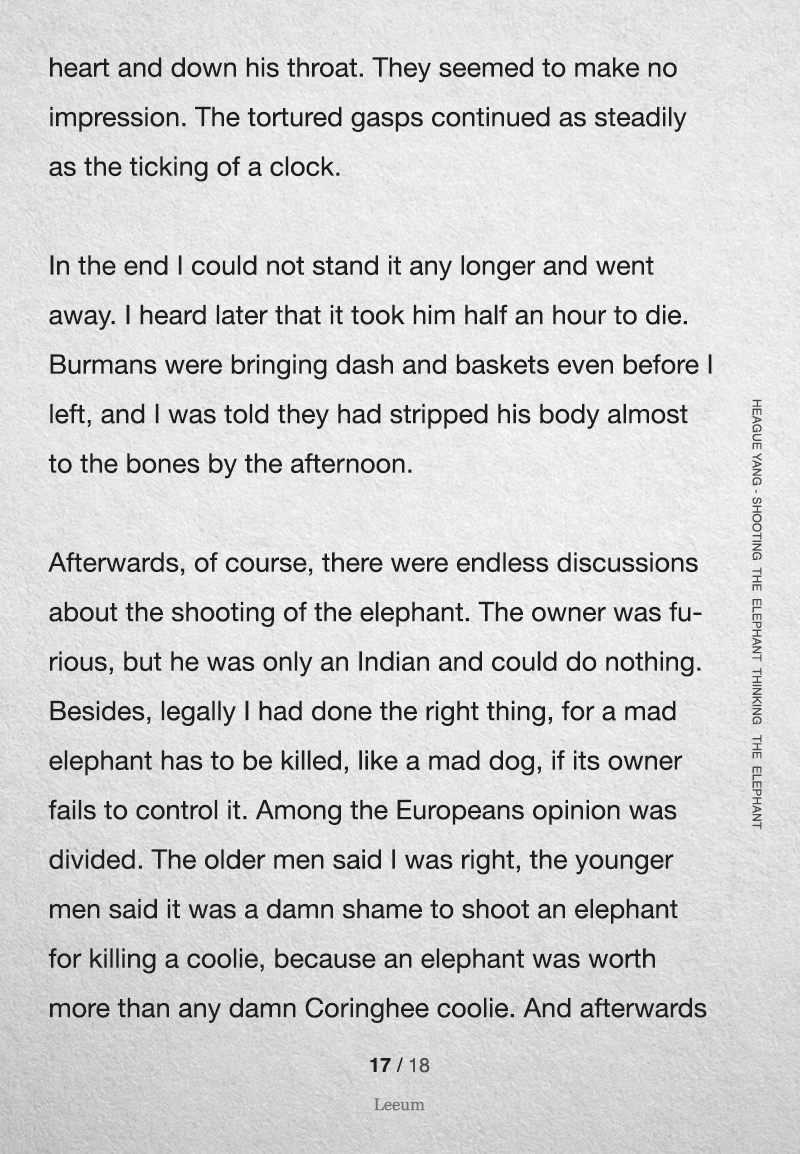 heart and down his throat. They seemed to make no
impression. The tortured gasps continued as steadily
as the ticking of a clock.
In the end I could not stand it any longer and went
away. I heard later that it took him half an hour to die.
Burmans were bringing dash and baskets even before I
left, and I was told they had stripped his body almost
to the bones by the afternoon.
Afterwards, of course, there were endless discussions
about the shooting of the elephant. The owner was fu-
rious, but he was only an Indian and could do nothing.
Besides, legally I had done the right thing, for a mad
elephant has to be killed, like a mad dog, if its owner
fails to control it. Among the Europeans opinion was
divided. The older men said I was right, the younger
men said it was a damn shame to shoot an elephant
for killing a coolie, because an elephant was worth
more than any damn Coringhee coolie. And afterwards
HEAGUE YANG - SHOOTING THE ELEPHANT THINKING THE ELEPHANT
17 / 18
Leeum